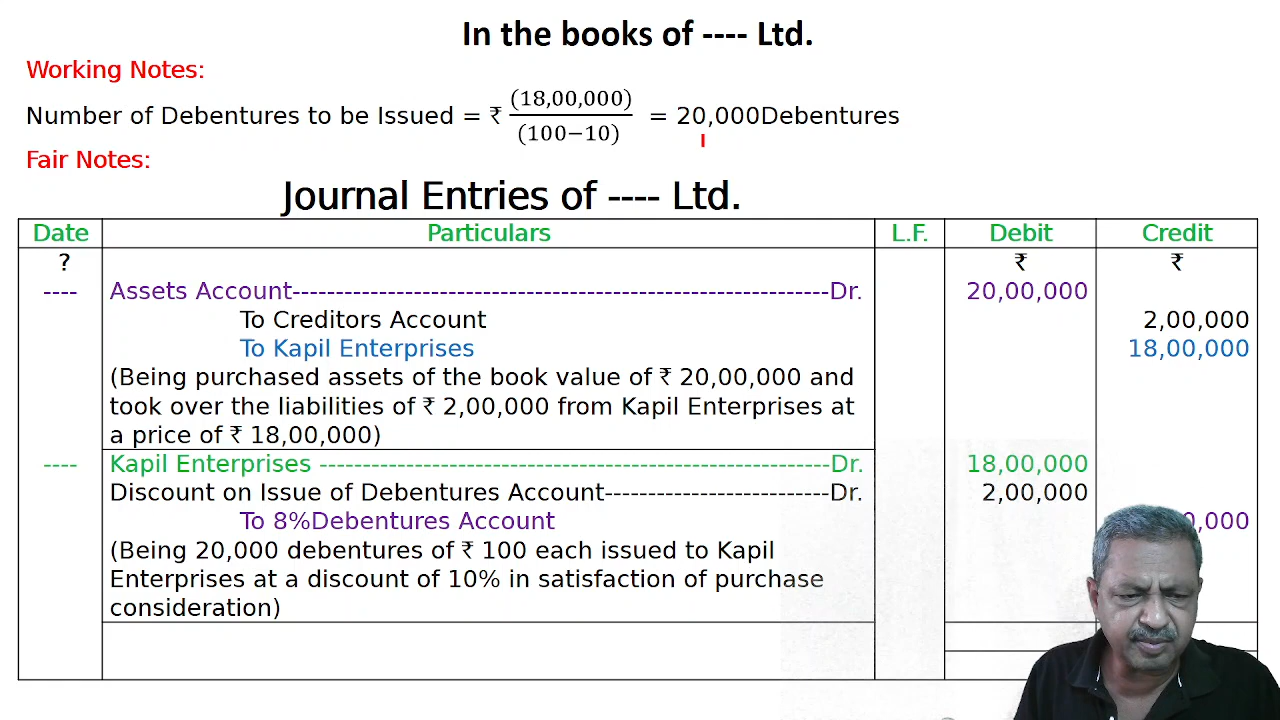 In the books of ---- Ltd.
Working Notes:
Number of Debentures to be Issued = ₹ (18,00,000)/(100−10) = 20,000Debentures
Fair Notes:
Journal Entries of ---- Ltd.
Date Particulars L.F. Debit Credit
? ₹ ₹
---- Assets Account-------------------------------------------------------------Dr. 20,00,000
To Creditors Account 2,00,000
To Kapil Enterprises 18,00,000
(Being purchased assets of the book value of ₹ 20,00,000 and
took over the liabilities of ₹ 2,00,000 from Kapil Enterprises at
a price of ₹ 18,00,000)
---- Kapil Enterprises ----------------------------------------------------------Dr. 18,00,000
Discount on Issue of Debentures Account--------------------------Dr. 2,00,000
To 8%Debentures Account 0,000
(Being 20,000 debentures of ₹ 100 each issued to Kapil
Enterprises at a discount of 10% in satisfaction of purchase
consideration)